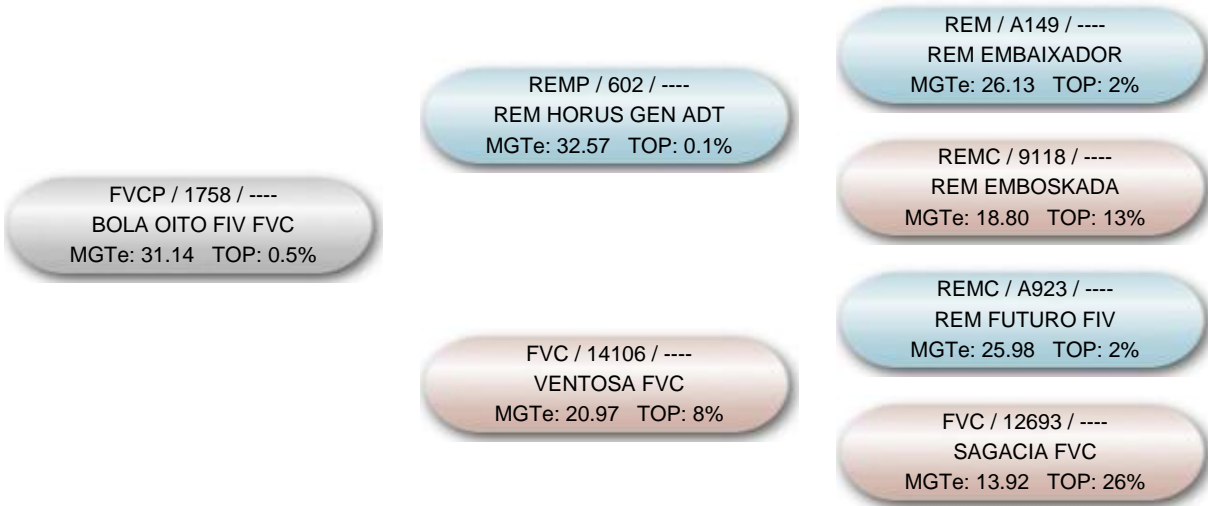 REM / A149 / ----
REM EMBAIXADOR
MGTe: 26.13 TOP: 2%
REMP / 602 / ----
REM HORUS GEN ADT
MGTe: 32.57 TOP: 0.1%
REMC / 9118 / ----
REM EMBOSKADA
MGTe: 18.80 TOP: 13%
FVCP / 1758 / ----
BOLA OITO FIV FVC
MGTe: 31.14 TOP: 0.5%
REMC / A923 / ----
REM FUTURO FIV
MGTe: 25.98 TOP: 2%
FVC / 14106 / ----
VENTOSA FVC
MGTe: 20.97 TOP: 8%
FVC / 12693 / ----
SAGACIA FVC
MGTe: 13.92 TOP: 26%